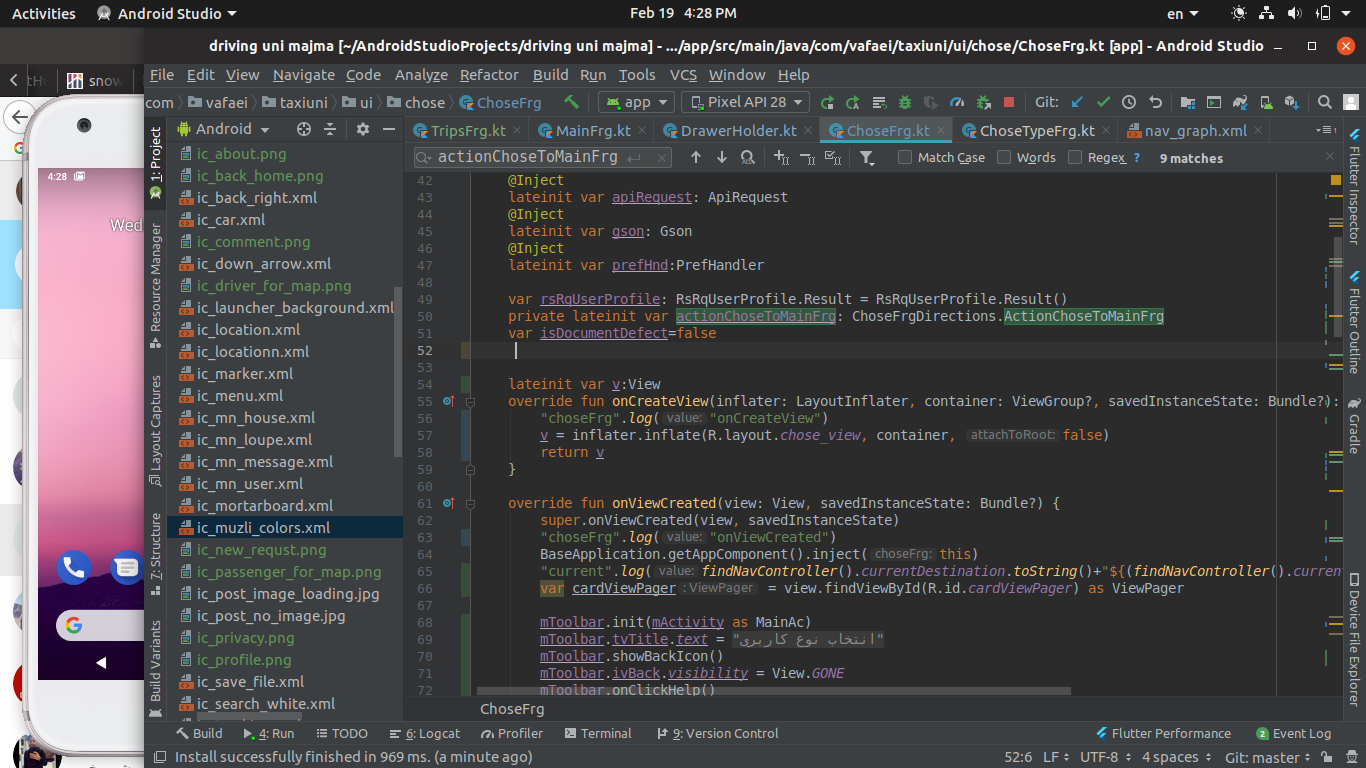 Activities Android Studio Feb 19 4:28 PM en
driving uni majma [~/AndroidStudioProjects/driving uni majma] - .../app/src/main/java/com/vafaei/taxiuni/ui/chose/ChoseFrg.kt [app] - Android Studio
File Edit View Navigate Code Analyze Refactor Build Run Tools VCS Window Help
snow
com vafaei taxiuni ui chose ChoseFrg app Pixel API 28 Git:
Android
TripsFrg.kt MainFrg.kt DrawerHolder.kt ChoseFrg.kt ChoseTypeFrg.kt nav_graph.xml
actionChoseToMainFrg Match Case Words Regex ? 9 matches
1: Project
Resource Manager
Layout Captures
7: Structure
Build Variants
4:28
Wed
ic_about.png
ic_back_home.png
ic_back_right.xml
ic_car.xml
ic_comment.png
ic_down_arrow.xml
ic_driver_for_map.png
ic_launcher_background.xml
ic_location.xml
ic_locationn.xml
ic_marker.xml
ic_menu.xml
ic_mn_house.xml
ic_mn_loupe.xml
ic_mn_message.xml
ic_mn_user.xml
ic_mortarboard.xml
ic_muzli_colors.xml
ic_new_requst.png
ic_passenger_for_map.png
ic_post_image_loading.jpg
ic_post_no_image.jpg
ic_privacy.png
ic_profile.png
ic_save_file.xml
ic_search_white.xml
42 @Inject
43 lateinit var apiRequest: ApiRequest
44 @Inject
45 lateinit var gson: Gson
46 @Inject
47 lateinit var prefHnd:PrefHandler
48
49 var rsRqUserProfile: RsRqUserProfile.Result = RsRqUserProfile.Result()
50 private lateinit var actionChoseToMainFrg: ChoseFrgDirections.ActionChoseToMainFrg
51 var isDocumentDefect=false
52
53
54 lateinit var v:View
55 override fun onCreateView(inflater: LayoutInflater, container: ViewGroup?, savedInstanceState: Bundle?):
56 "choseFrg".log( value: "onCreateView")
57 v = inflater.inflate(R.layout.chose_view, container, attachToRoot: false)
58 return v
59 }
60
61 override fun onViewCreated(view: View, savedInstanceState: Bundle?) {
62 super.onViewCreated(view, savedInstanceState)
63 "choseFrg".log( value: "onViewCreated")
64 BaseApplication.getAppComponent().inject( choseFrg: this)
65 "current".log( value: findNavController().currentDestination.toString()+"${(findNavController().curren
66 var cardViewPager : ViewPager = view.findViewById(R.id.cardViewPager) as ViewPager
67
68 mToolbar.init(mActivity as MainAc)
69 mToolbar.tvTitle.text = "انتخاب نوع کاربری"
70 mToolbar.showBackIcon()
71 mToolbar.ivBack.visibility = View.GONE
72 mToolbar.onClickHelp()
ChoseFrg
Flutter Inspector
Flutter Outline
Gradle
Device File Explorer
Build 4: Run TODO 6: Logcat Profiler Terminal 9: Version Control Flutter Performance 2 Event Log
Install successfully finished in 969 ms. (a minute ago) 52:6 LF UTF-8 4 spaces Git: master